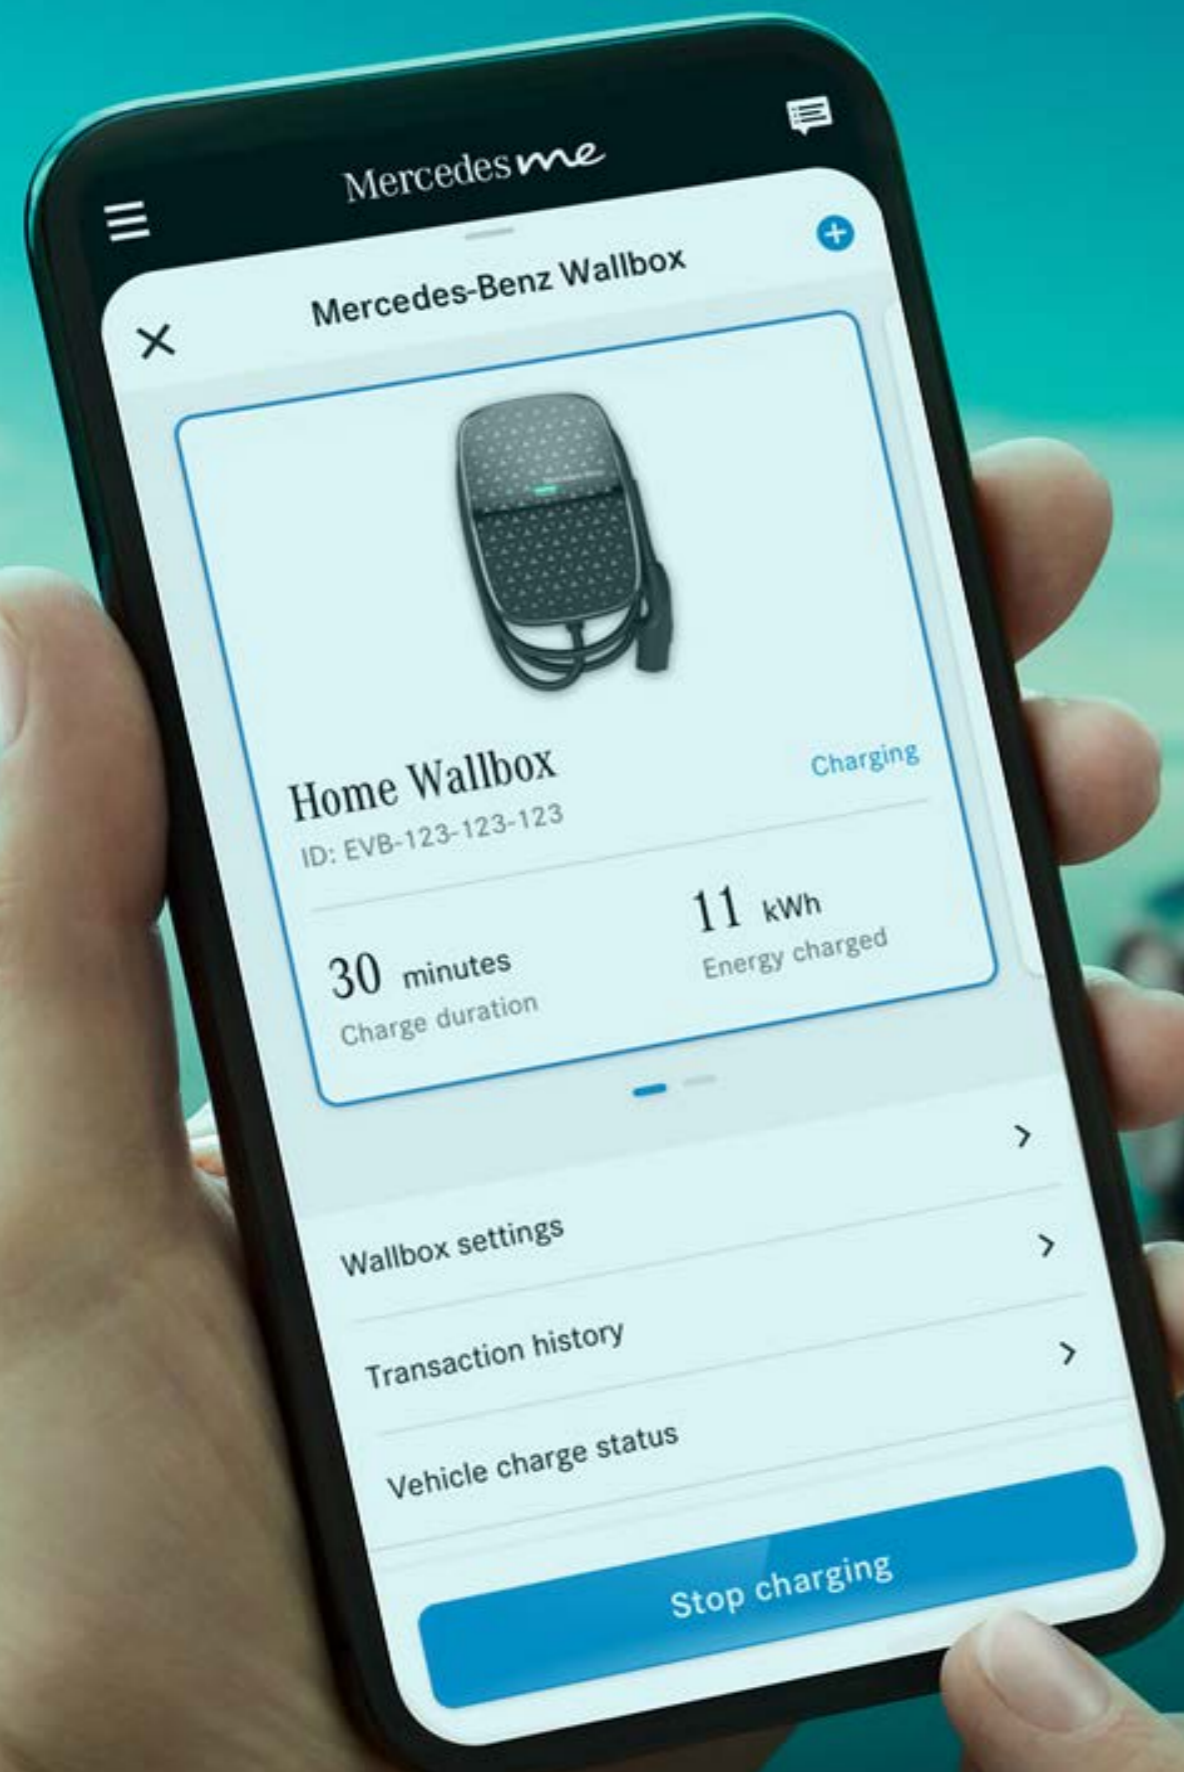 Mercedes me
Mercedes-Benz Wallbox
Home Wallbox
Charging
ID: EVB-123-123-123
30 minutes
Charge duration
11 kWh
Energy charged
Wallbox settings
Transaction history
Vehicle charge status
Stop charging